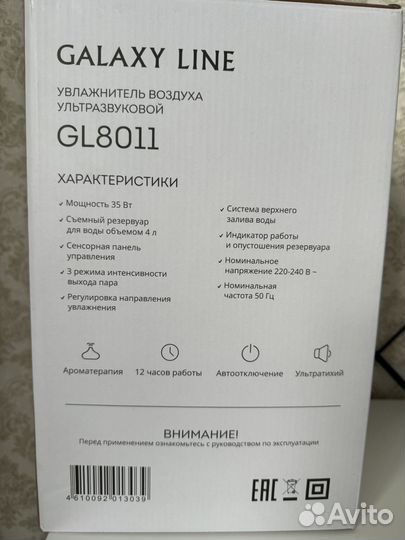 GALAXY LINE
УВЛАЖНИТЕЛЬ ВОЗДУХА
УЛЬТРАЗВУКОВОЙ
GL8011
ХАРАКТЕРИСТИКИ
✓ Мощность 35 Вт
✓ Съемный резервуар
для воды объемом 4 л
✓ Сенсорная панель
управления
✓ 3 режима интенсивности
выхода пара
✓ Регулировка направления
увлажнения
✓ Система верхнего
залива воды
✓ Индикатор работы
и опустошения резервуара
✓ Номинальное
напряжение 220-240 В ~
✓ Номинальная
частота 50 Гц
Ароматерапия
12 часов работы
Автоотключение
Ультратихий
ВНИМАНИЕ!
Перед применением ознакомьтесь с руководством по эксплуатации
4 610092 013039
EAC
Avito